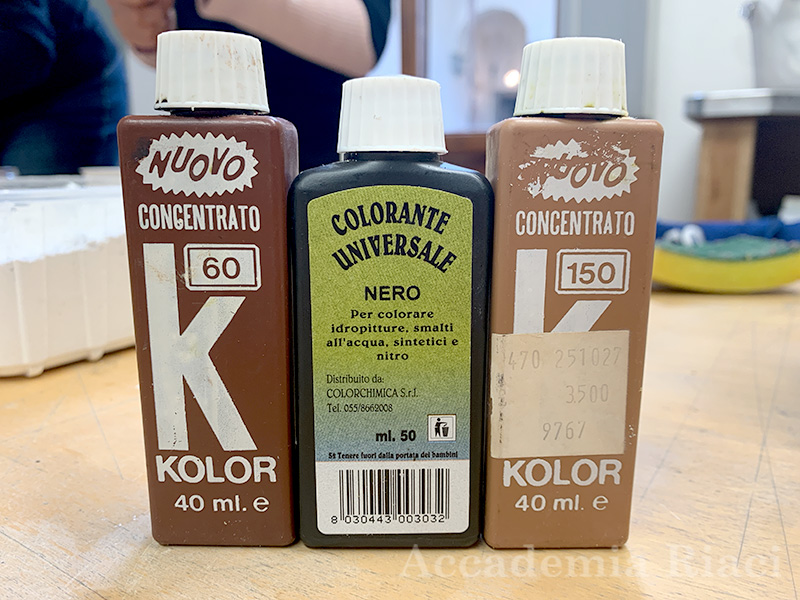 NUOVO
CONCENTRATO
60
K
KOLOR
40 ml. e
COLORANTE
UNIVERSALE
NERO
Per colorare
idropitture, smalti
all'acqua, sintetici e
nitro
Distribuito da:
COLORCHIMICA S.r.l.
Tel. 055/8662008
ml. 50
S2 Tenere fuori dalla portata dei bambini
8 030443 003032
NUOVO
CONCENTRATO
150
K
470 251027
3500
9767
KOLOR
40 ml. e
Accademia Riaci